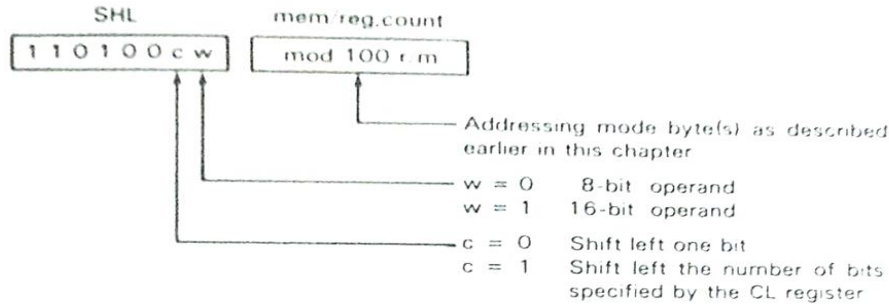 SHL
mem/reg,count
1 1 0 1 0 0 c w
mod 100 r/m
Addressing mode byte(s) as described
earlier in this chapter
w = 0 8-bit operand
w = 1 16-bit operand
c = 0 Shift left one bit
c = 1 Shift left the number of bits
specified by the CL register